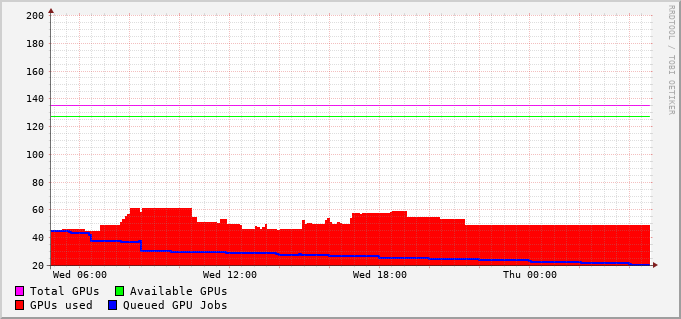 200
180
160
140
120
100
80
60
40
20
Wed 06:00 Wed 12:00 Wed 18:00 Thu 00:00
Total GPUs Available GPUs
GPUs used Queued GPU Jobs
RRDTOOL / TOBI OETIKER